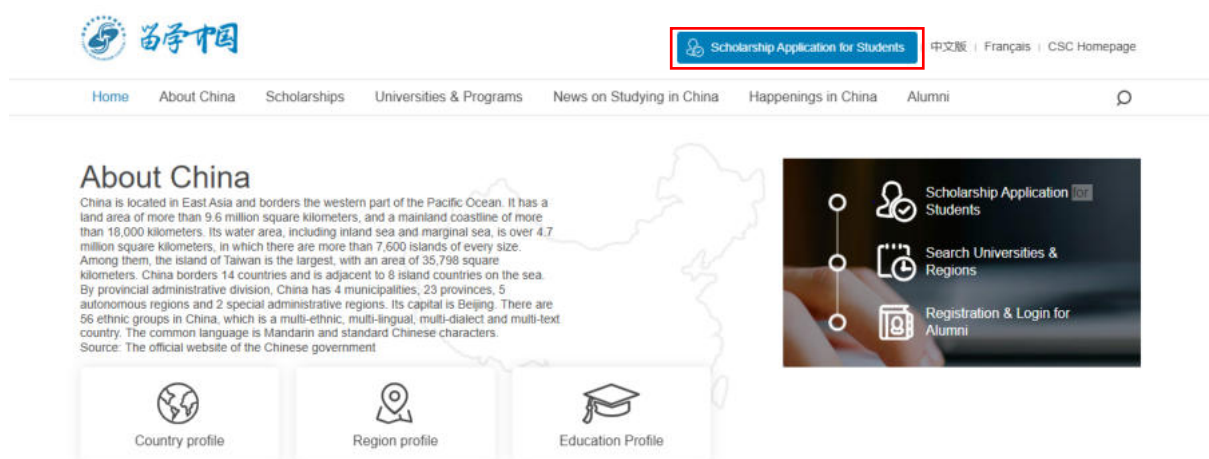 留学中国
Scholarship Application for Students
中文版 | Français | CSC Homepage
Home About China Scholarships Universities & Programs News on Studying in China Happenings in China Alumni
About China
China is located in East Asia and borders the western part of the Pacific Ocean. It has a
land area of more than 9.6 million square kilometers, and a mainland coastline of more
than 18,000 kilometers. Its water area, including inland sea and marginal sea, is over 4.7
million square kilometers, in which there are more than 7,600 islands of every size.
Among them, the island of Taiwan is the largest, with an area of 35,798 square
kilometers. China borders 14 countries and is adjacent to 8 island countries on the sea.
By provincial administrative division, China has 4 municipalities, 23 provinces, 5
autonomous regions and 2 special administrative regions. Its capital is Beijing. There are
56 ethnic groups in China, which is a multi-ethnic, multi-lingual, multi-dialect and multi-text
country. The common language is Mandarin and standard Chinese characters.
Source: The official website of the Chinese government
Scholarship Application for
Students
Search Universities &
Regions
Registration & Login for
Alumni
Country profile
Region profile
Education Profile